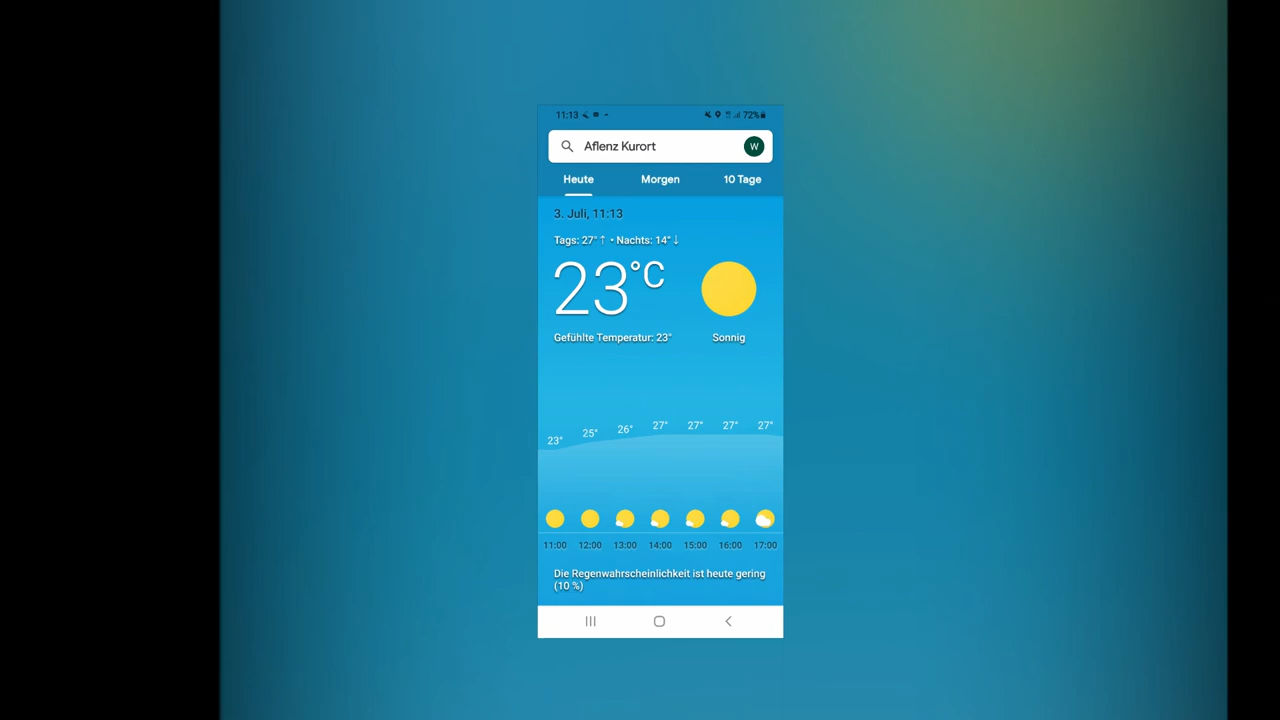 11:13 72%
Aflenz Kurort W
Heute Morgen 10 Tage
3. Juli, 11:13
Tags: 27°↑ • Nachts: 14°↓
23°C
Gefühlte Temperatur: 23° Sonnig
23° 25° 26° 27° 27° 27° 27°
11:00 12:00 13:00 14:00 15:00 16:00 17:00
Die Regenwahrscheinlichkeit ist heute gering
(10 %)